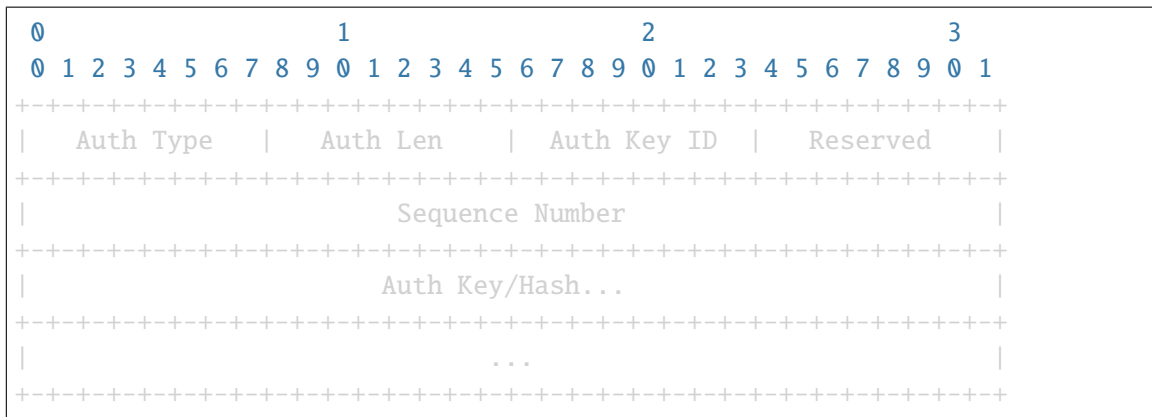 0                   1                   2                   3
 0 1 2 3 4 5 6 7 8 9 0 1 2 3 4 5 6 7 8 9 0 1 2 3 4 5 6 7 8 9 0 1
+-+-+-+-+-+-+-+-+-+-+-+-+-+-+-+-+-+-+-+-+-+-+-+-+-+-+-+-+-+-+-+-+
|   Auth Type   |   Auth Len    |  Auth Key ID  |   Reserved    |
+-+-+-+-+-+-+-+-+-+-+-+-+-+-+-+-+-+-+-+-+-+-+-+-+-+-+-+-+-+-+-+-+
|                        Sequence Number                        |
+-+-+-+-+-+-+-+-+-+-+-+-+-+-+-+-+-+-+-+-+-+-+-+-+-+-+-+-+-+-+-+-+
|                       Auth Key/Hash...                        |
+-+-+-+-+-+-+-+-+-+-+-+-+-+-+-+-+-+-+-+-+-+-+-+-+-+-+-+-+-+-+-+-+
|                              ...                              |
+-+-+-+-+-+-+-+-+-+-+-+-+-+-+-+-+-+-+-+-+-+-+-+-+-+-+-+-+-+-+-+-+